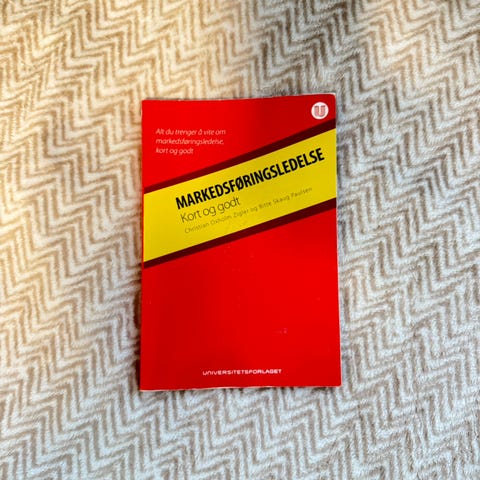 U
Alt du trenger å vite om
markedsføringsledelse,
kort og godt
MARKEDSFØRINGSLEDELSE
Kort og godt
Christian Oxholm Zigler og Bitte Skaug Paulsen
UNIVERSITETSFORLAGET